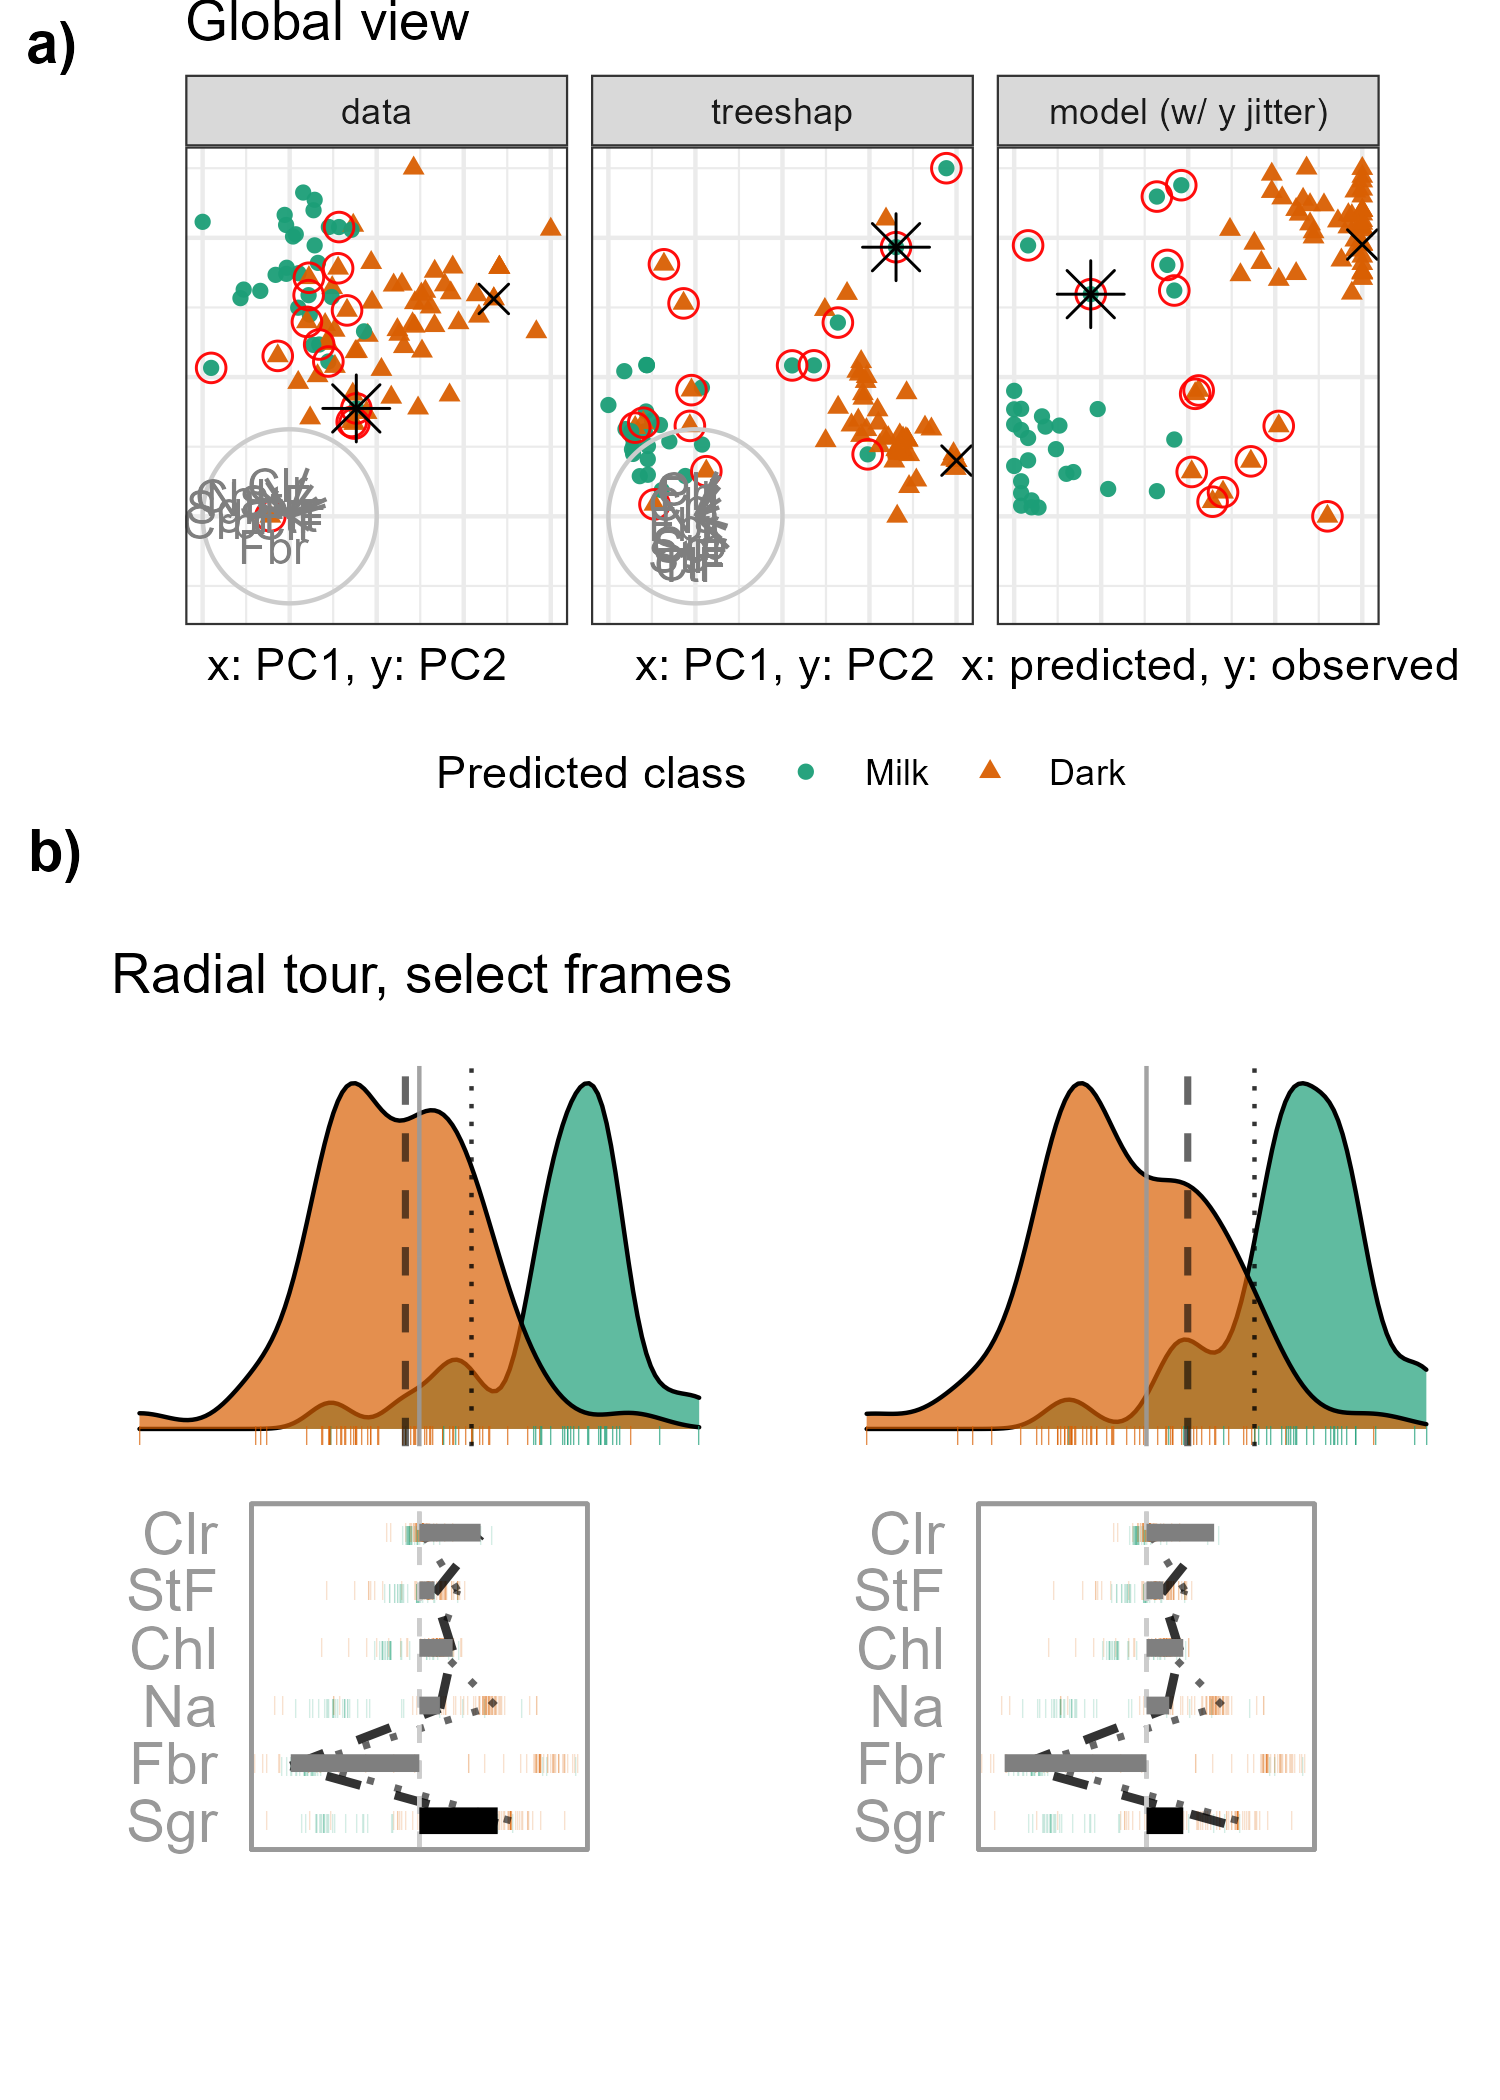 a)
Global view
data
treeshap
model (w/ y jitter)
Fbr
x: PC1, y: PC2
x: PC1, y: PC2
x: predicted, y: observed
Predicted class
Milk
Dark
b)
Radial tour, select frames
Clr
StF
Chl
Na
Fbr
Sgr
Clr
StF
Chl
Na
Fbr
Sgr